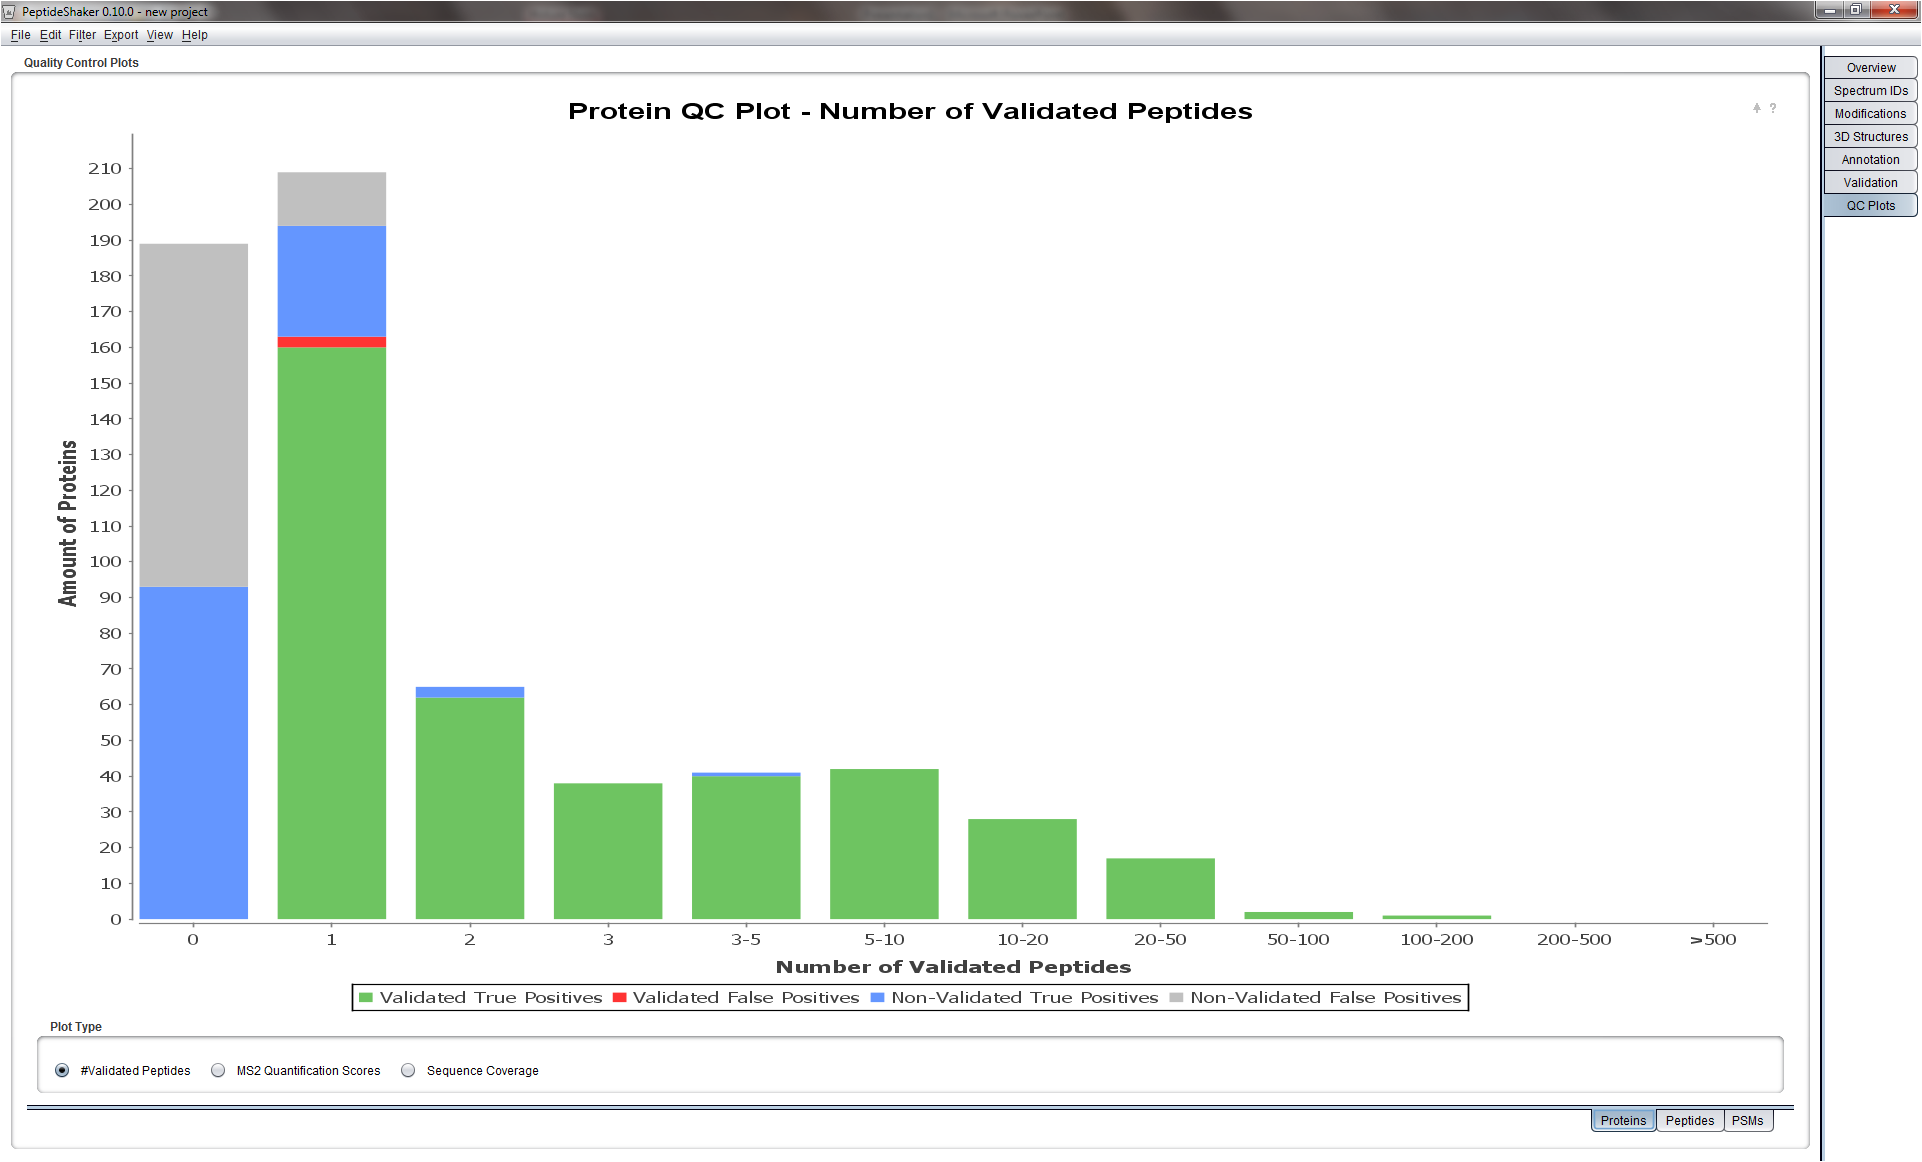 PeptideShaker 0.10.0 - new project
File Edit Filter Export View Help
Quality Control Plots
Overview
Spectrum IDs
Modifications
3D Structures
Annotation
Validation
QC Plots
Protein QC Plot - Number of Validated Peptides
?
Amount of Proteins
210
200
190
180
170
160
150
140
130
120
110
100
90
80
70
60
50
40
30
20
10
0
0 1 2 3 3-5 5-10 10-20 20-50 50-100 100-200 200-500 >500
Number of Validated Peptides
Validated True Positives Validated False Positives Non-Validated True Positives Non-Validated False Positives
Plot Type
#Validated Peptides MS2 Quantification Scores Sequence Coverage
Proteins Peptides PSMs